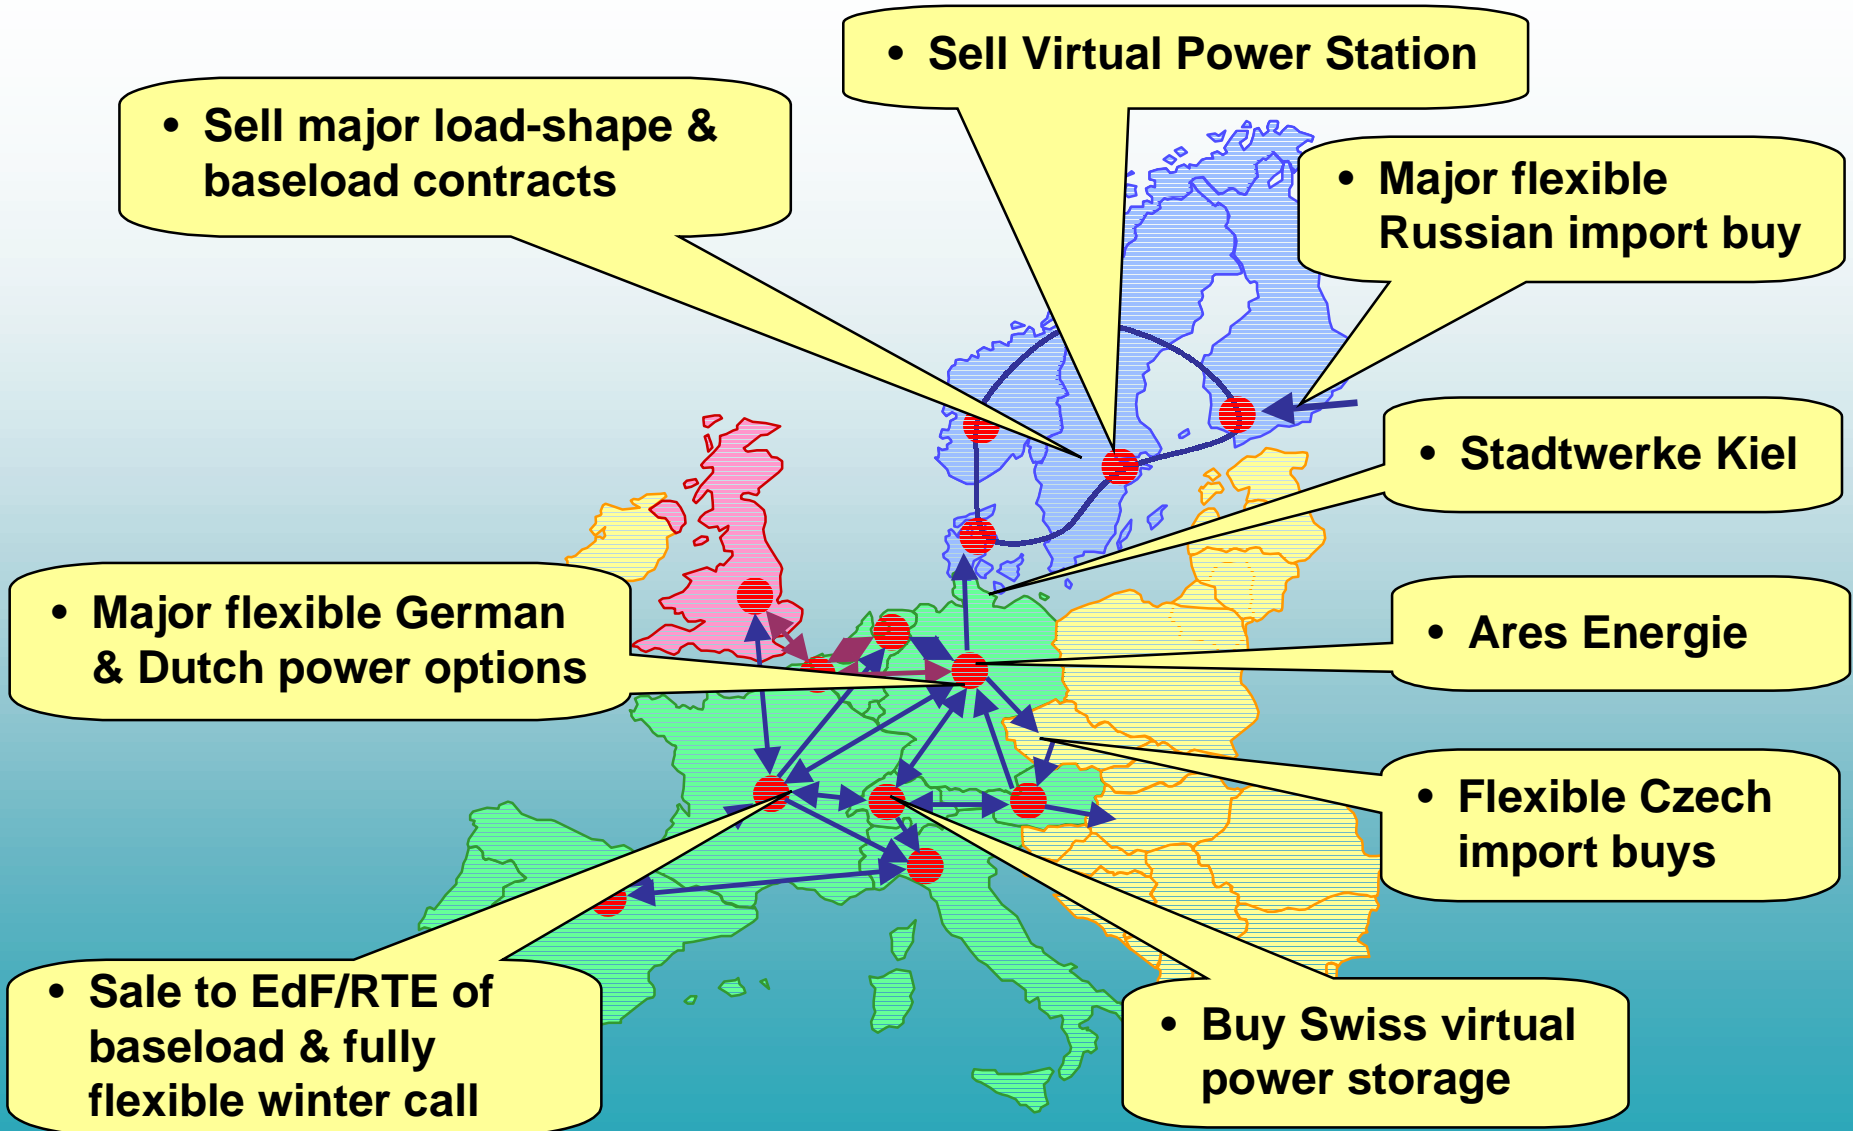 • Sell Virtual Power Station
• Sell major load-shape &
baseload contracts
• Major flexible
Russian import buy
• Stadtwerke Kiel
• Major flexible German
& Dutch power options
• Ares Energie
• Flexible Czech
import buys
• Sale to EdF/RTE of
baseload & fully
flexible winter call
• Buy Swiss virtual
power storage